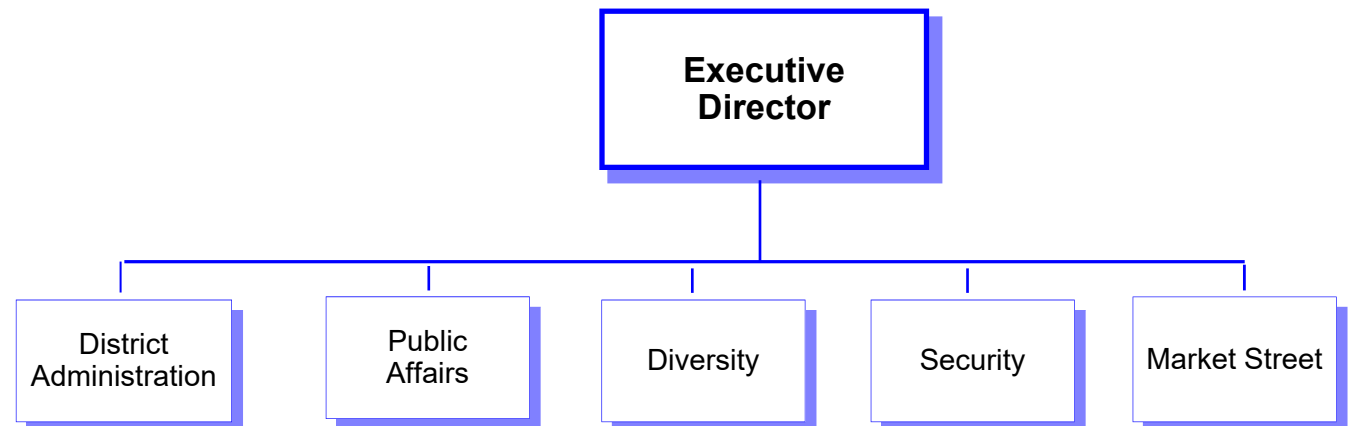 Executive
Director
District
Administration
Public
Affairs
Diversity
Security
Market Street